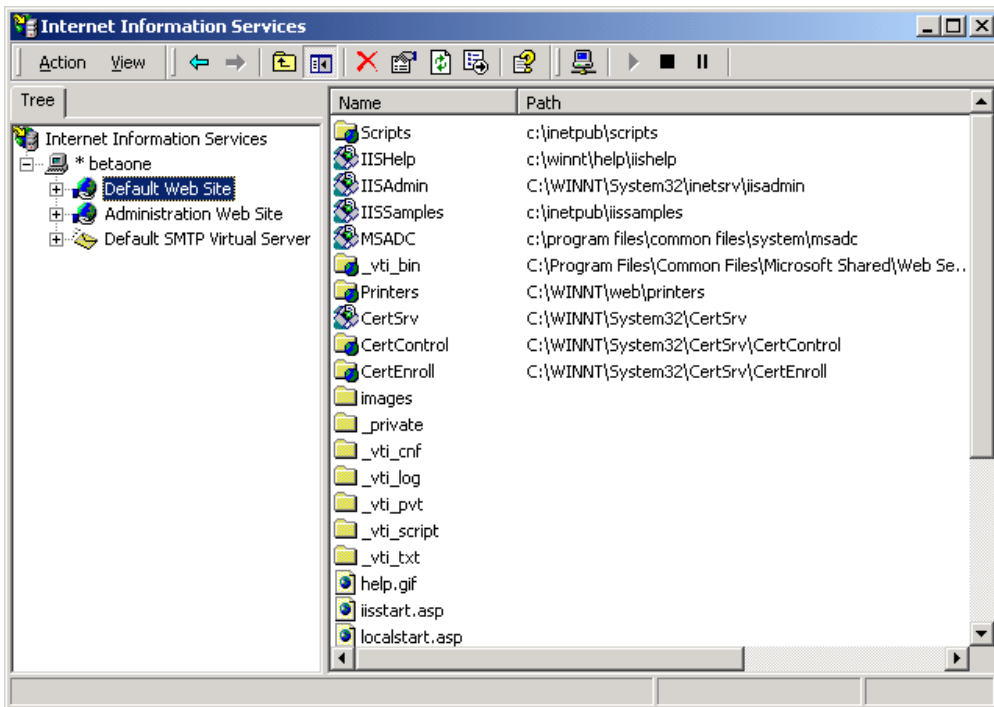 Internet Information Services
Action View
Tree
Internet Information Services
* betaone
Default Web Site
Administration Web Site
Default SMTP Virtual Server
Name Path
Scripts c:\inetpub\scripts
IISHelp c:\winnt\help\iishelp
IISAdmin C:\WINNT\System32\inetsrv\iisadmin
IISSamples c:\inetpub\iissamples
MSADC c:\program files\common files\system\msadc
_vti_bin C:\Program Files\Common Files\Microsoft Shared\Web Se..
Printers C:\WINNT\web\printers
CertSrv C:\WINNT\System32\CertSrv
CertControl C:\WINNT\System32\CertSrv\CertControl
CertEnroll C:\WINNT\System32\CertSrv\CertEnroll
images
_private
_vti_cnf
_vti_log
_vti_pvt
_vti_script
_vti_txt
help.gif
iisstart.asp
localstart.asp